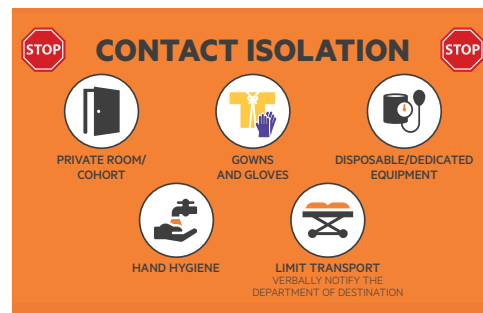 STOP
CONTACT ISOLATION
STOP
PRIVATE ROOM/
COHORT
GOWNS
AND GLOVES
DISPOSABLE/DEDICATED
EQUIPMENT
HAND HYGIENE
LIMIT TRANSPORT
VERBALLY NOTIFY THE
DEPARTMENT OF DESTINATION